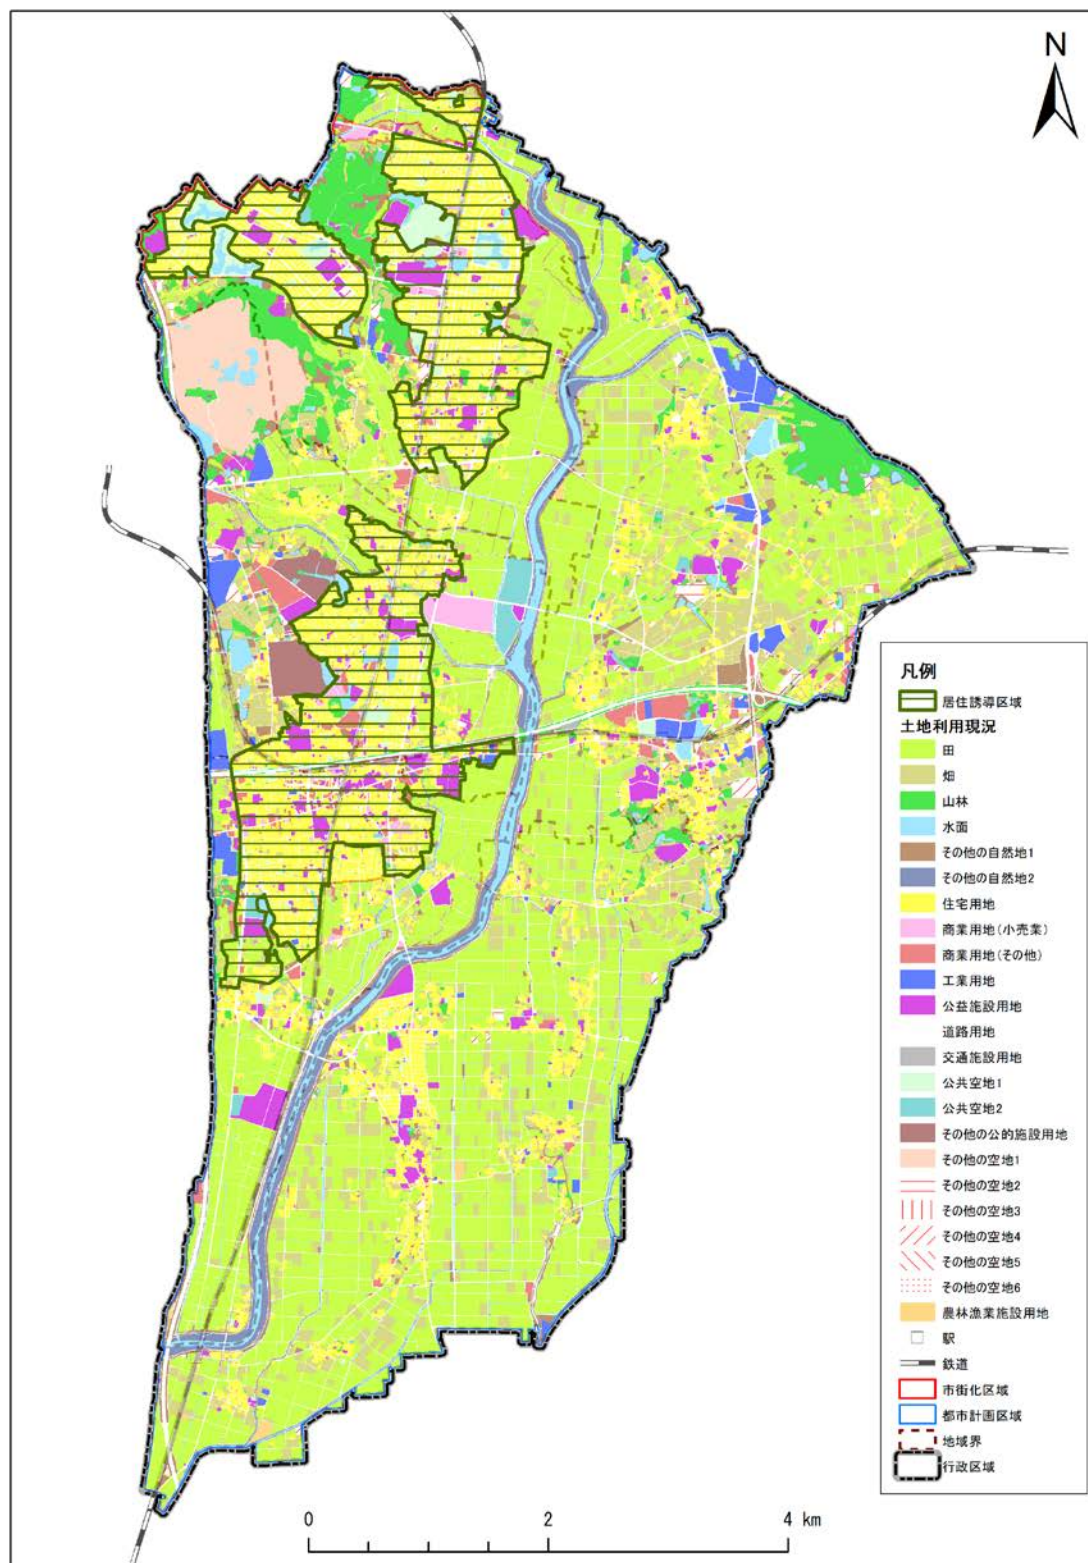 N
凡例
居住誘導区域
土地利用現況
田
畑
山林
水面
その他の自然地1
その他の自然地2
住宅用地
商業用地(小売業)
商業用地(その他)
工業用地
公益施設用地
道路用地
交通施設用地
公共空地1
公共空地2
その他の公的施設用地
その他の空地1
その他の空地2
その他の空地3
その他の空地4
その他の空地5
その他の空地6
農林漁業施設用地
駅
鉄道
市街化区域
都市計画区域
地域界
行政区域
0 2 4 km